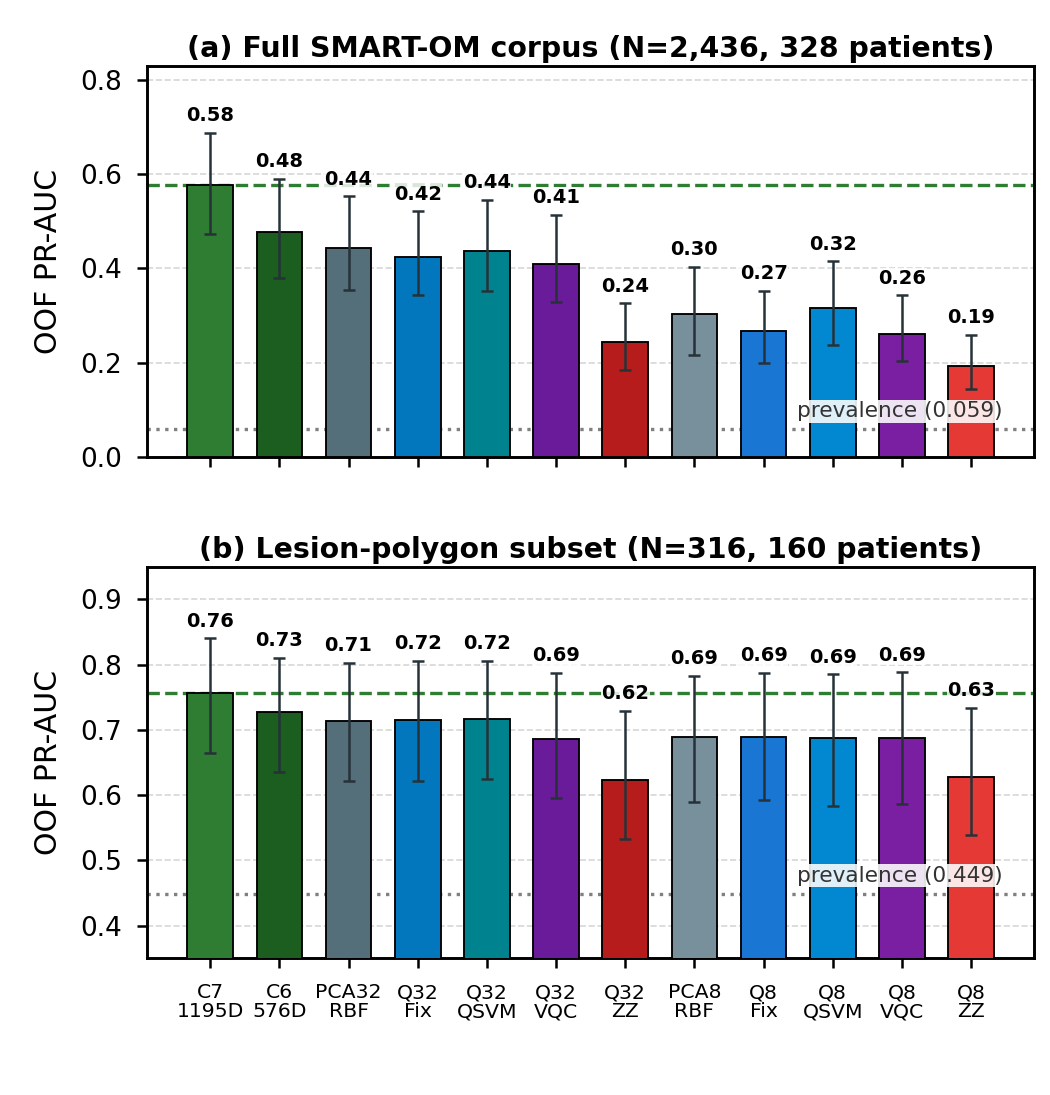 (a) Full SMART-OM corpus (N=2,436, 328 patients)
OOF PR-AUC
0.8
0.6
0.4
0.2
0.0
0.58
0.48
0.44
0.42
0.44
0.41
0.24
0.30
0.27
0.32
0.26
0.19
prevalence (0.059)
(b) Lesion-polygon subset (N=316, 160 patients)
OOF PR-AUC
0.9
0.8
0.7
0.6
0.5
0.4
0.76
0.73
0.71
0.72
0.72
0.69
0.62
0.69
0.69
0.69
0.69
0.63
prevalence (0.449)
C7
1195D
C6
576D
PCA32
RBF
Q32
Fix
Q32
QSVM
Q32
VQC
Q32
ZZ
PCA8
RBF
Q8
Fix
Q8
QSVM
Q8
VQC
Q8
ZZ